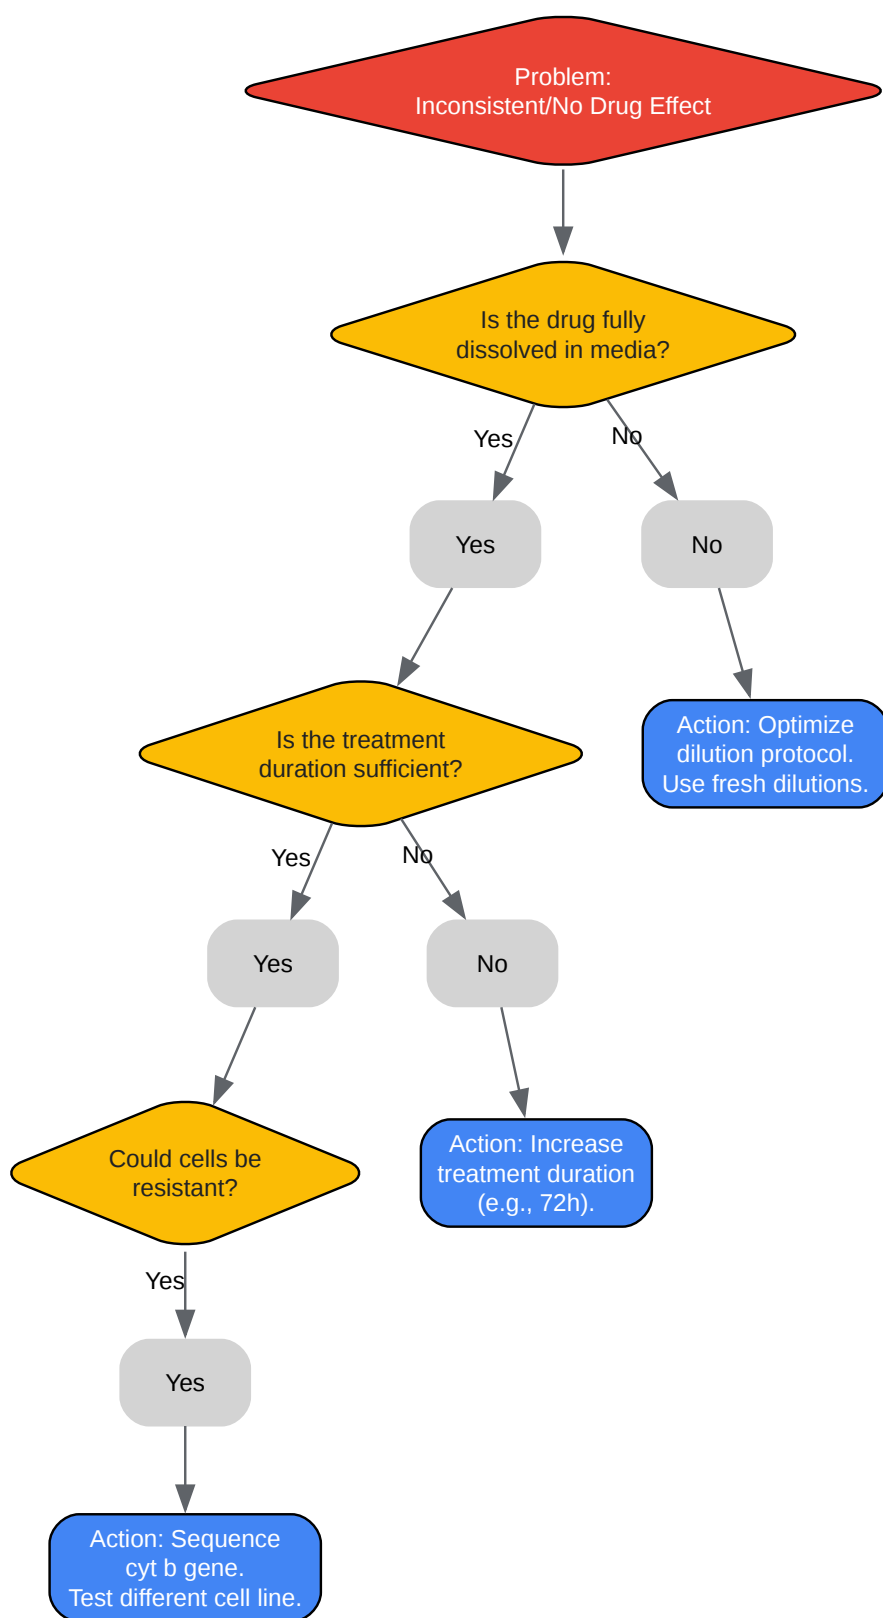 Problem:
Inconsistent/No Drug Effect
Is the drug fully
dissolved in media?
Yes
No
Yes
No
Is the treatment
duration sufficient?
Action: Optimize
dilution protocol.
Use fresh dilutions.
Yes
No
Yes
No
Could cells be
resistant?
Action: Increase
treatment duration
(e.g., 72h).
Yes
Yes
Action: Sequence
cyt b gene.
Test different cell line.